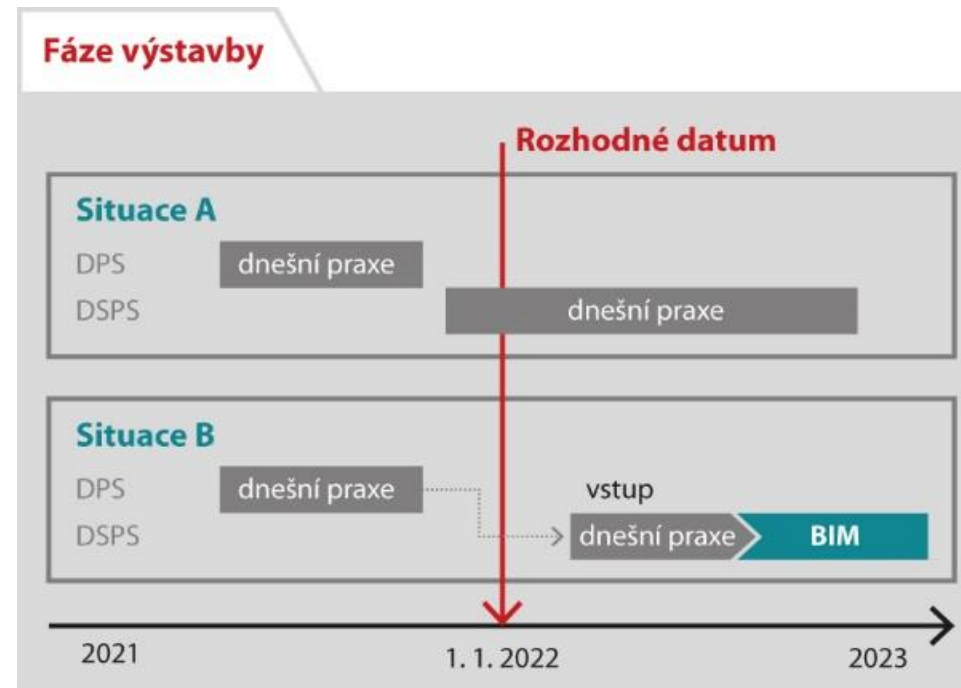 Fáze výstavby
Rozhodné datum
Situace A
DPS dnešní praxe
DSPS dnešní praxe
Situace B
DPS dnešní praxe vstup
DSPS dnešní praxe BIM
2021 1. 1. 2022 2023